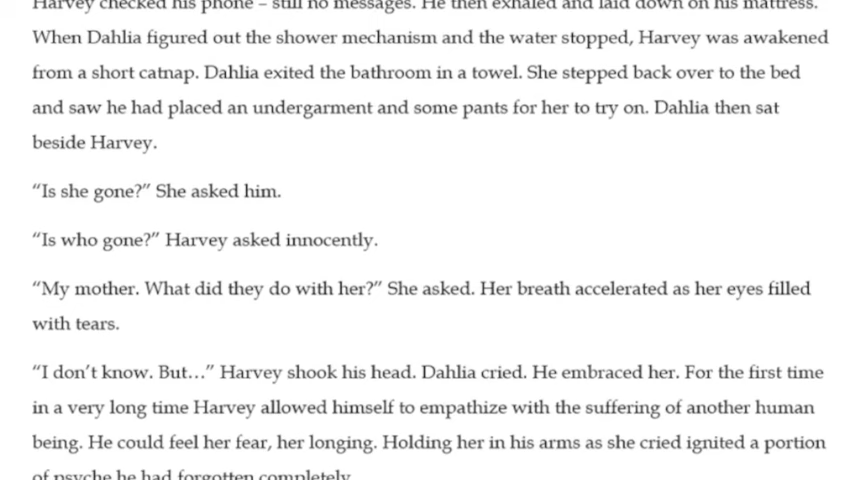 Harvey checked his phone – still no messages. He then exhaled and laid down on his mattress.
When Dahlia figured out the shower mechanism and the water stopped, Harvey was awakened
from a short catnap. Dahlia exited the bathroom in a towel. She stepped back over to the bed
and saw he had placed an undergarment and some pants for her to try on. Dahlia then sat
beside Harvey.
“Is she gone?” She asked him.
“Is who gone?” Harvey asked innocently.
“My mother. What did they do with her?” She asked. Her breath accelerated as her eyes filled
with tears.
“I don’t know. But…” Harvey shook his head. Dahlia cried. He embraced her. For the first time
in a very long time Harvey allowed himself to empathize with the suffering of another human
being. He could feel her fear, her longing. Holding her in his arms as she cried ignited a portion
of psyche he had forgotten completely.